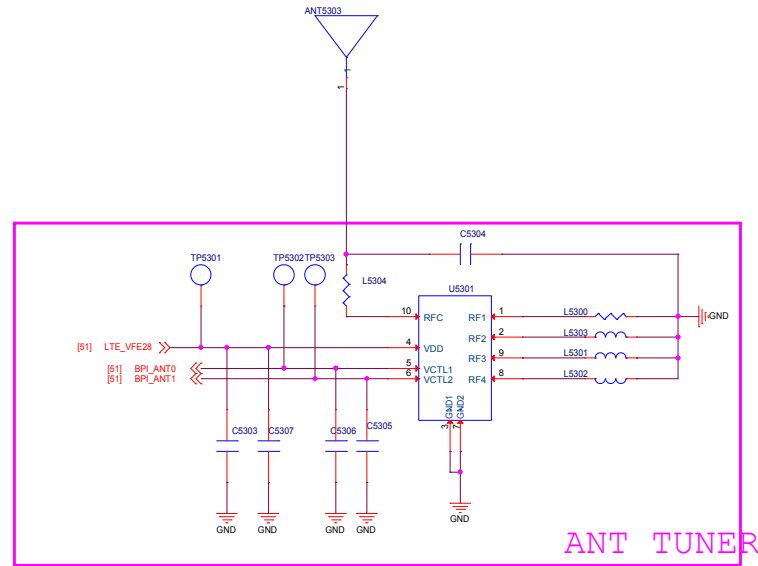 ANT5303
1
1
C5304
TP5301
TP5302
TP5303
L5304
U5301
10
RFC
RF1
1
L5300
GND
RF2
2
L5303
[51] LTE_VFE28
4
VDD
RF3
9
L5301
[51] BPI_ANT0
5
VCTL1
[51] BPI_ANT1
6
VCTL2
RF4
8
L5302
GND1
GND2
3
7
C5303
C5307
C5306
C5305
GND
GND
GND
GND
GND
ANT TUNER